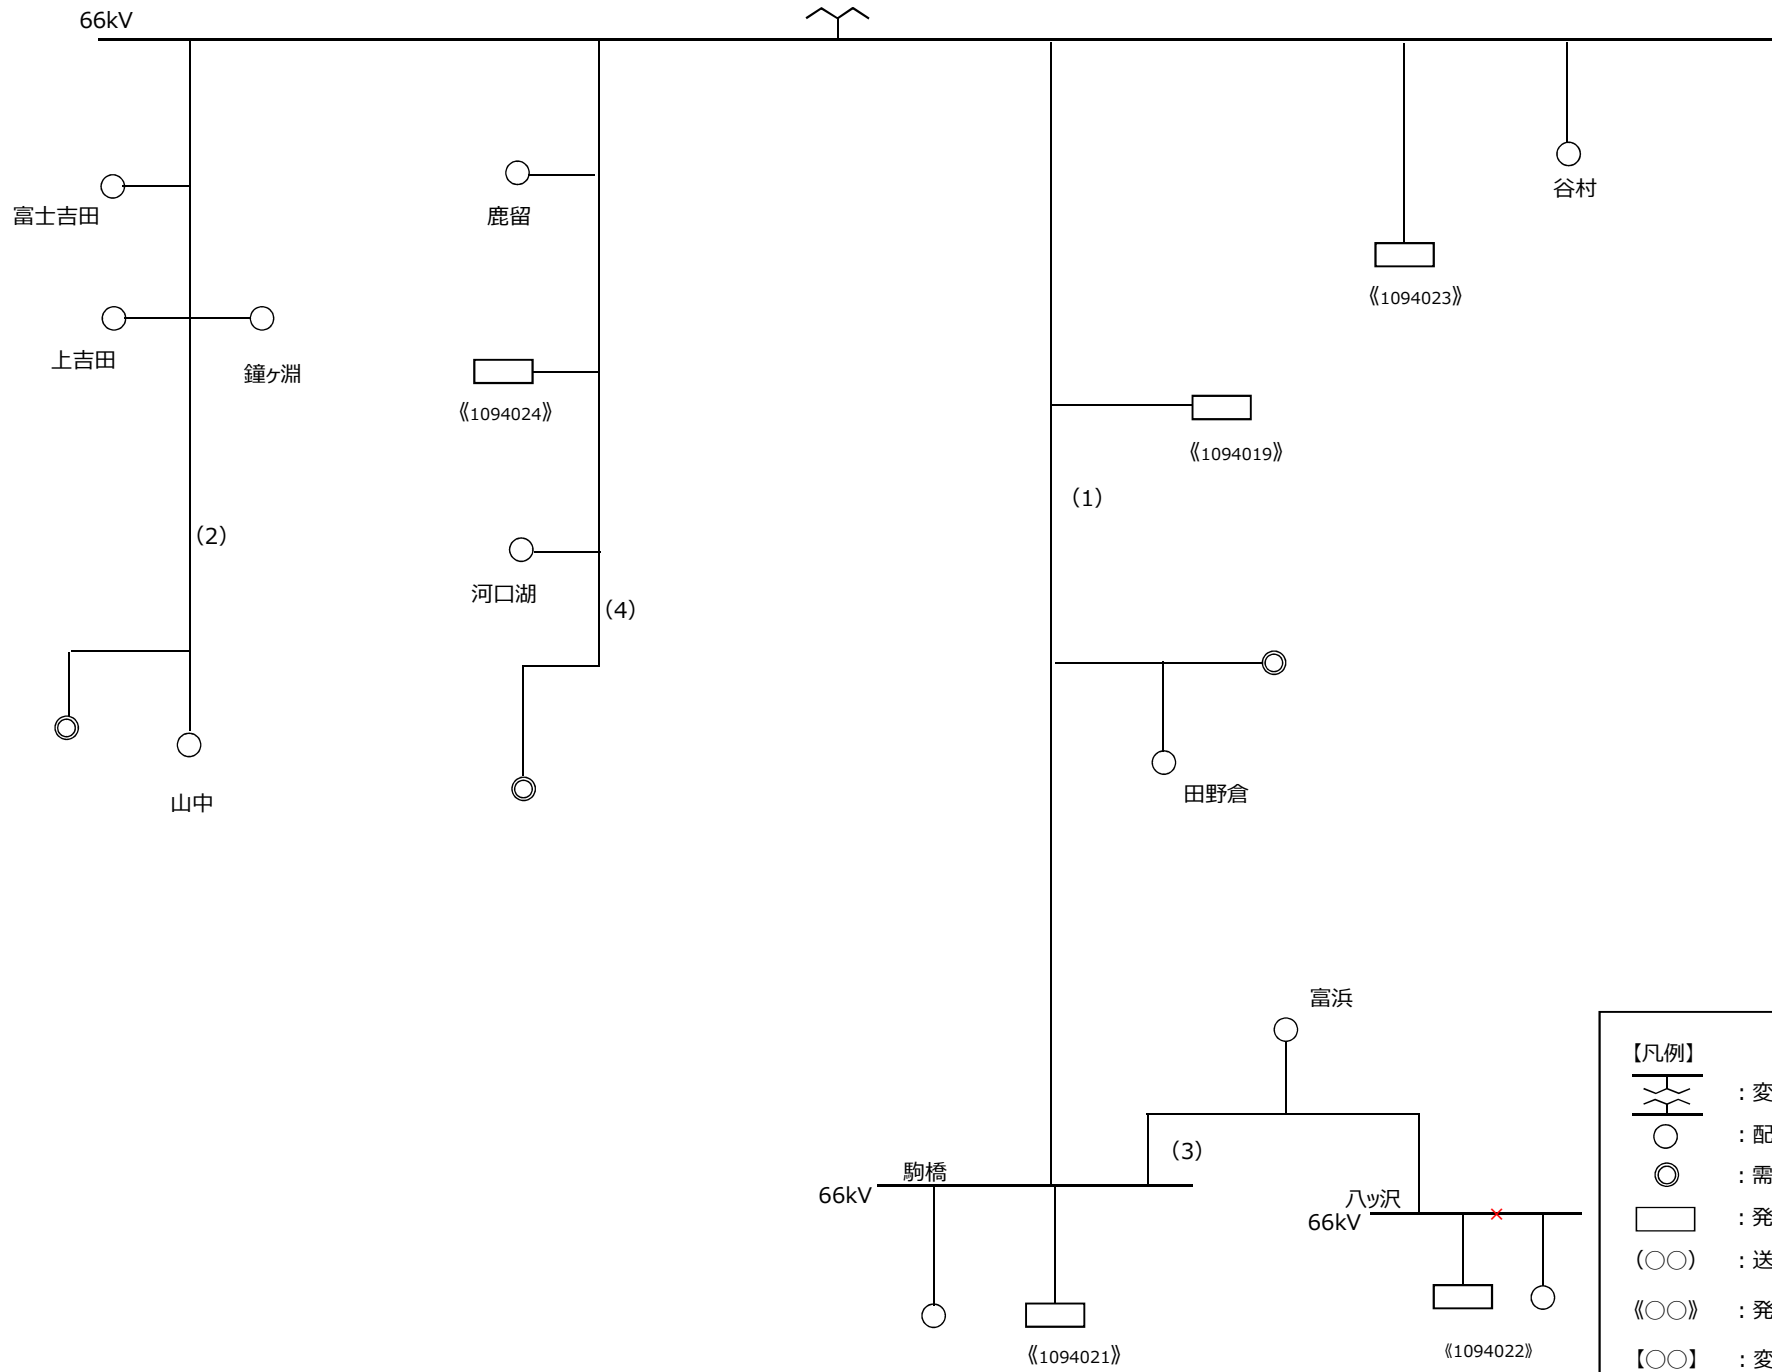 66kV
谷村
富士吉田
鹿留
《1094023》
上吉田
鐘ヶ淵
《1094024》
《1094019》
(1)
(2)
河口湖
(4)
田野倉
山中
富浜
(3)
駒橋
66kV
八ッ沢
66kV
《1094021》
《1094022》
【凡例】
：変
：配
：需
：発
(○○) ：送
《○○》 ：発
【○○】 ：変